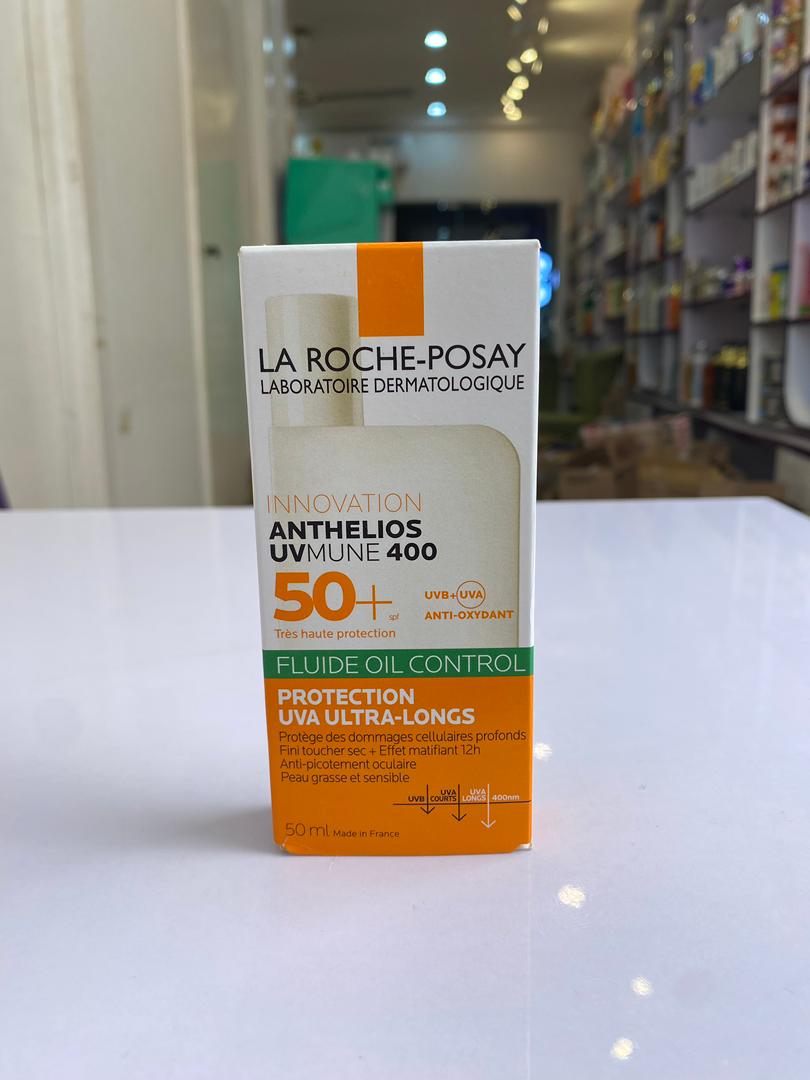 LA ROCHE-POSAY
LABORATOIRE DERMATOLOGIQUE
INNOVATION
ANTHELIOS
UVMUNE 400
50+ spf
Très haute protection
UVB+UVA
ANTI-OXYDANT
FLUIDE OIL CONTROL
PROTECTION
UVA ULTRA-LONGS
Protège des dommages cellulaires profonds
Fini toucher sec + Effet matifiant 12h
Anti-picotement oculaire
Peau grasse et sensible
UVB
UVA COURTS
UVA LONGS
400nm
50 ml Made in France